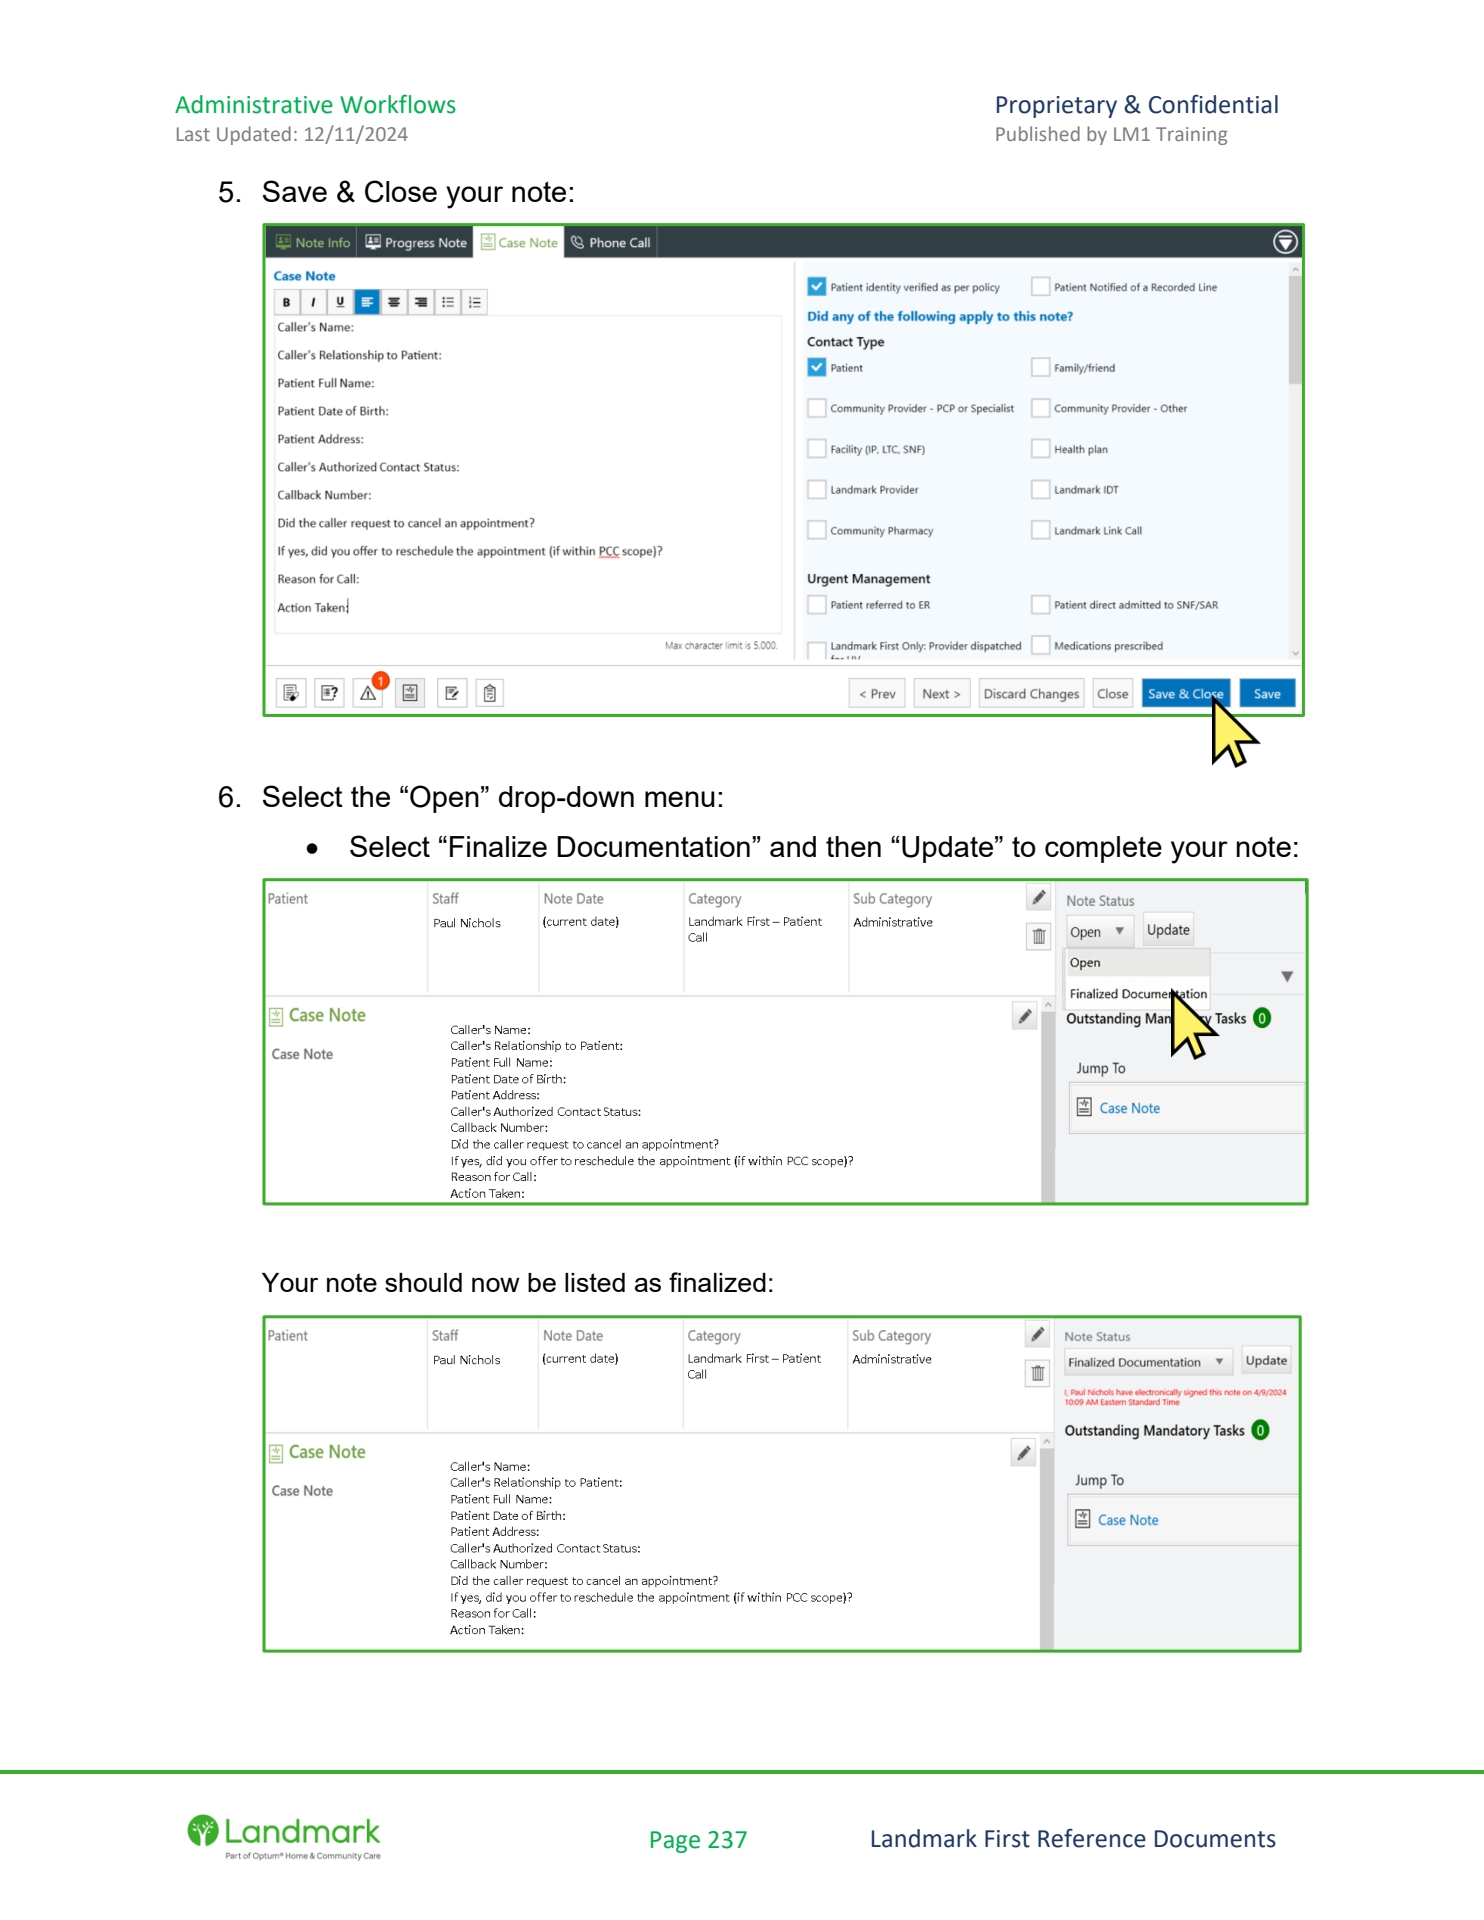 Administrative Workflows
Last Updated: 12/11/2024
Proprietary & Confidential
Published by LM1 Training
5. Save & Close your note:
Note Info Progress Note Case Note Phone Call
Case Note
B I U
Caller's Name:
Caller's Relationship to Patient:
Patient Full Name:
Patient Date of Birth:
Patient Address:
Caller's Authorized Contact Status:
Callback Number:
Did the caller request to cancel an appointment?
If yes, did you offer to reschedule the appointment (if within PCC scope)?
Reason for Call:
Action Taken:
Max character limit is 5,000.
Patient identity verified as per policy Patient Notified of a Recorded Line
Did any of the following apply to this note?
Contact Type
Patient Family/friend
Community Provider - PCP or Specialist Community Provider - Other
Facility (IP, LTC, SNF) Health plan
Landmark Provider Landmark IDT
Community Pharmacy Landmark Link Call
Urgent Management
Patient referred to ER Patient direct admitted to SNF/SAR
Landmark First Only: Provider dispatched Medications prescribed
for UV
1
< Prev Next > Discard Changes Close Save & Close Save
6. Select the “Open” drop-down menu:
• Select “Finalize Documentation” and then “Update” to complete your note:
Patient Staff Note Date Category Sub Category
Paul Nichols (current date) Landmark First – Patient Administrative
Call
Note Status
Open Update
Open
Finalized Documentation
Outstanding Mandatory Tasks 0
Jump To
Case Note
Case Note
Case Note
Caller's Name:
Caller's Relationship to Patient:
Patient Full Name:
Patient Date of Birth:
Patient Address:
Caller's Authorized Contact Status:
Callback Number:
Did the caller request to cancel an appointment?
If yes, did you offer to reschedule the appointment (if within PCC scope)?
Reason for Call:
Action Taken:
Your note should now be listed as finalized:
Patient Staff Note Date Category Sub Category
Paul Nichols (current date) Landmark First – Patient Administrative
Call
Note Status
Finalized Documentation Update
I, Paul Nichols have electronically signed this note on 4/9/2024
10:09 AM Eastern Standard Time
Outstanding Mandatory Tasks 0
Jump To
Case Note
Case Note
Case Note
Caller's Name:
Caller's Relationship to Patient:
Patient Full Name:
Patient Date of Birth:
Patient Address:
Caller's Authorized Contact Status:
Callback Number:
Did the caller request to cancel an appointment?
If yes, did you offer to reschedule the appointment (if within PCC scope)?
Reason for Call:
Action Taken:
Landmark
Part of Optum® Home & Community Care
Page 237
Landmark First Reference Documents